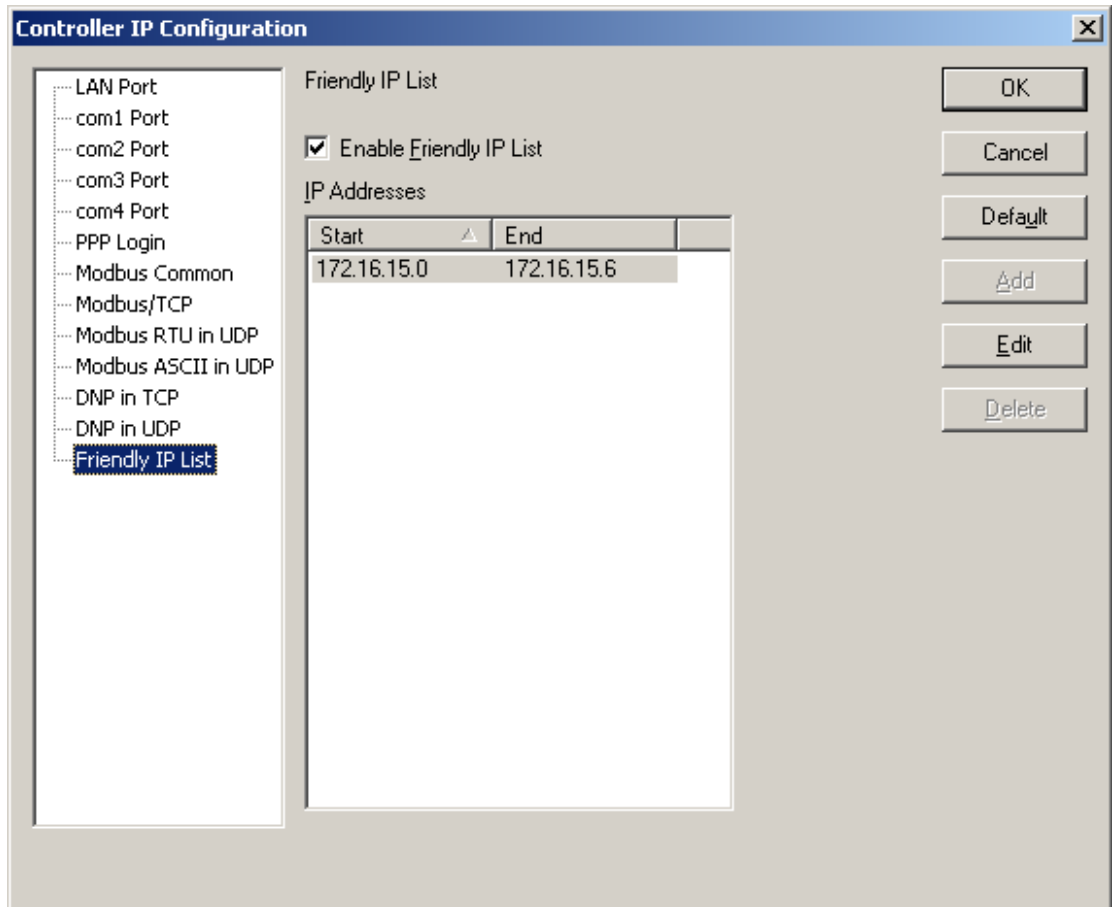 Controller IP Configuration
LAN Port
com1 Port
com2 Port
com3 Port
com4 Port
PPP Login
Modbus Common
Modbus/TCP
Modbus RTU in UDP
Modbus ASCII in UDP
DNP in TCP
DNP in UDP
Friendly IP List
Friendly IP List
Enable Friendly IP List
IP Addresses
Start End
172.16.15.0 172.16.15.6
OK
Cancel
Default
Add
Edit
Delete